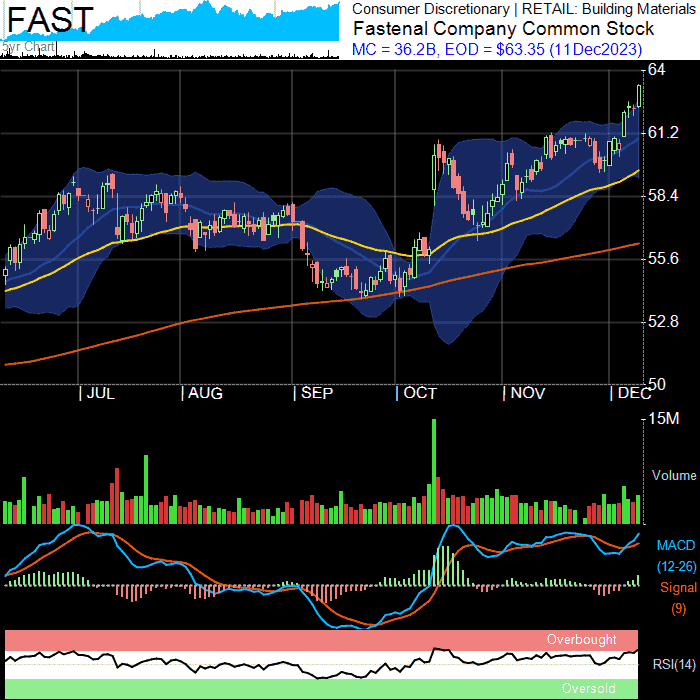 FAST
5yr Chart
Consumer Discretionary | RETAIL: Building Materials
Fastenal Company Common Stock
MC = 36.2B, EOD = $63.35 (11Dec2023)
64
61.2
58.4
55.6
52.8
50
| JUL | AUG | SEP | OCT | NOV | DEC
15M
Volume
MACD
(12-26)
Signal
(9)
Overbought
RSI(14)
Oversold